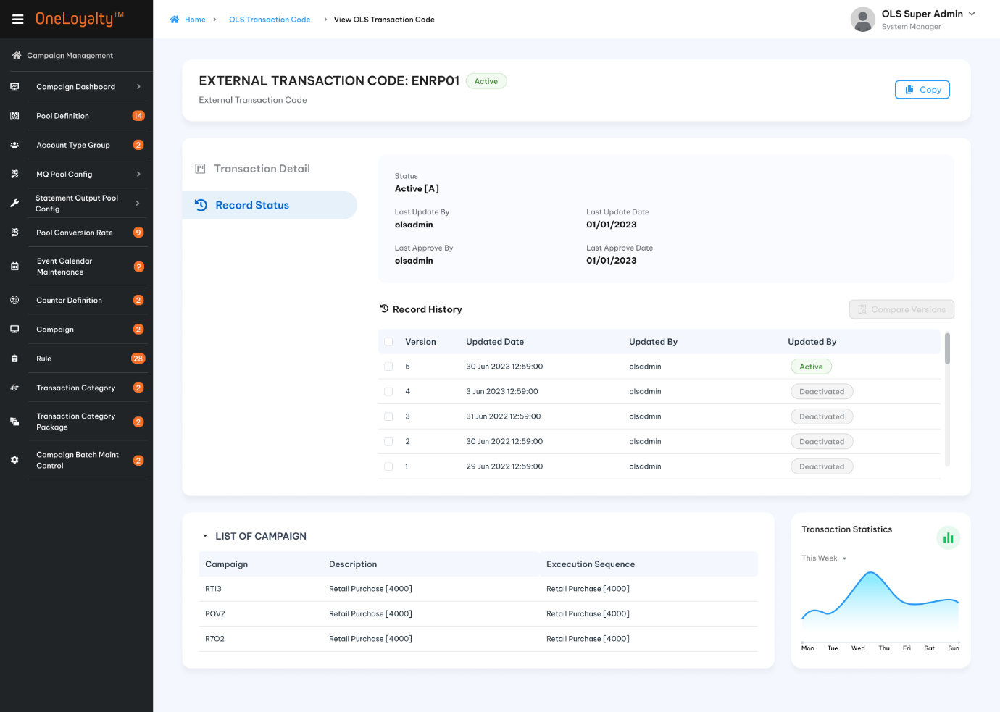 OneLoyalty™
Home > OLS Transaction Code > View OLS Transaction Code
OLS Super Admin
System Manager
Campaign Management
Campaign Dashboard
Pool Definition 14
Account Type Group 2
MQ Pool Config
Statement Output Pool
Config
Pool Conversion Rate 9
Event Calendar
Maintenance 2
Counter Definition 2
Campaign 2
Rule 28
Transaction Category 2
Transaction Category
Package 2
Campaign Batch Maint
Control 2
EXTERNAL TRANSACTION CODE: ENRP01 Active
External Transaction Code
Copy
Transaction Detail
Record Status
Status
Active [A]
Last Update By Last Update Date
olsadmin 01/01/2023
Last Approve By Last Approve Date
olsadmin 01/01/2023
Record History Compare Versions
Version Updated Date Updated By Updated By
5 30 Jun 2023 12:59:00 olsadmin Active
4 3 Jun 2023 12:59:00 olsadmin Deactivated
3 31 Jun 2022 12:59:00 olsadmin Deactivated
2 30 Jun 2022 12:59:00 olsadmin Deactivated
1 29 Jun 2022 12:59:00 olsadmin Deactivated
LIST OF CAMPAIGN
Campaign Description Excecution Sequence
RTI3 Retail Purchase [4000] Retail Purchase [4000]
POVZ Retail Purchase [4000] Retail Purchase [4000]
R7O2 Retail Purchase [4000] Retail Purchase [4000]
Transaction Statistics
This Week
Mon Tue Wed Thu Fri Sat Sun